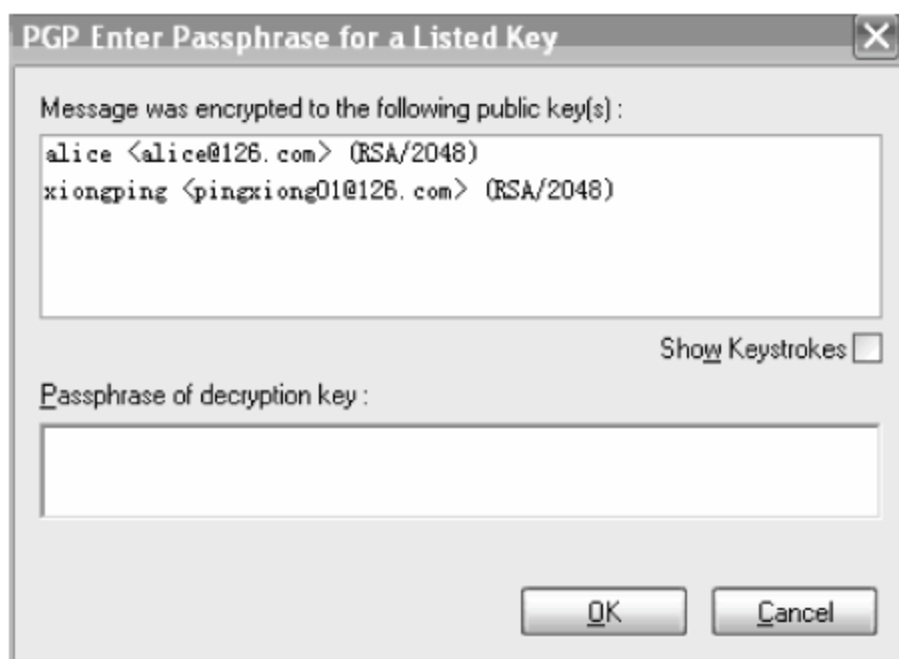 PGP Enter Passphrase for a Listed Key
Message was encrypted to the following public key(s) :
alice <alice@126.com> (RSA/2048)
xiongping <pingxiong01@126.com> (RSA/2048)
Show Keystrokes
Passphrase of decryption key :
OK Cancel